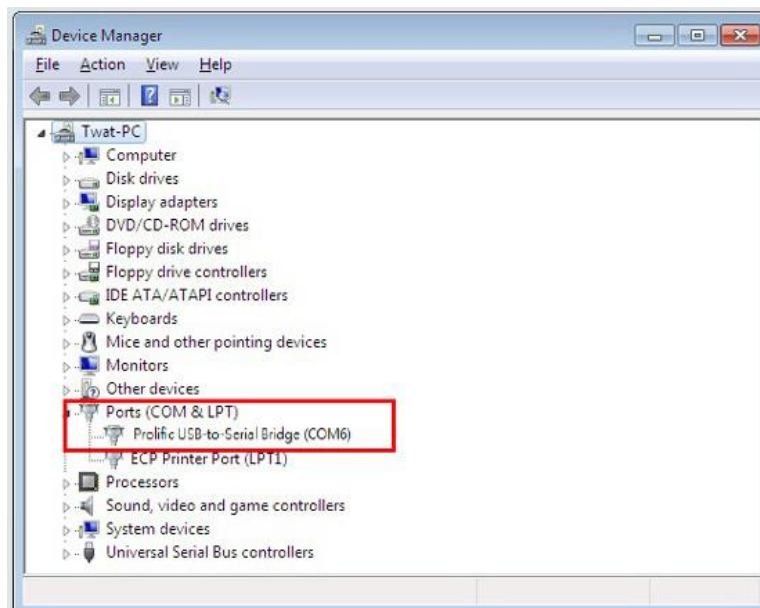 Device Manager
File Action View Help
Twat-PC
Computer
Disk drives
Display adapters
DVD/CD-ROM drives
Floppy disk drives
Floppy drive controllers
IDE ATA/ATAPI controllers
Keyboards
Mice and other pointing devices
Monitors
Other devices
Ports (COM & LPT)
Prolific USB-to-Serial Bridge (COM6)
ECP Printer Port (LPT1)
Processors
Sound, video and game controllers
System devices
Universal Serial Bus controllers